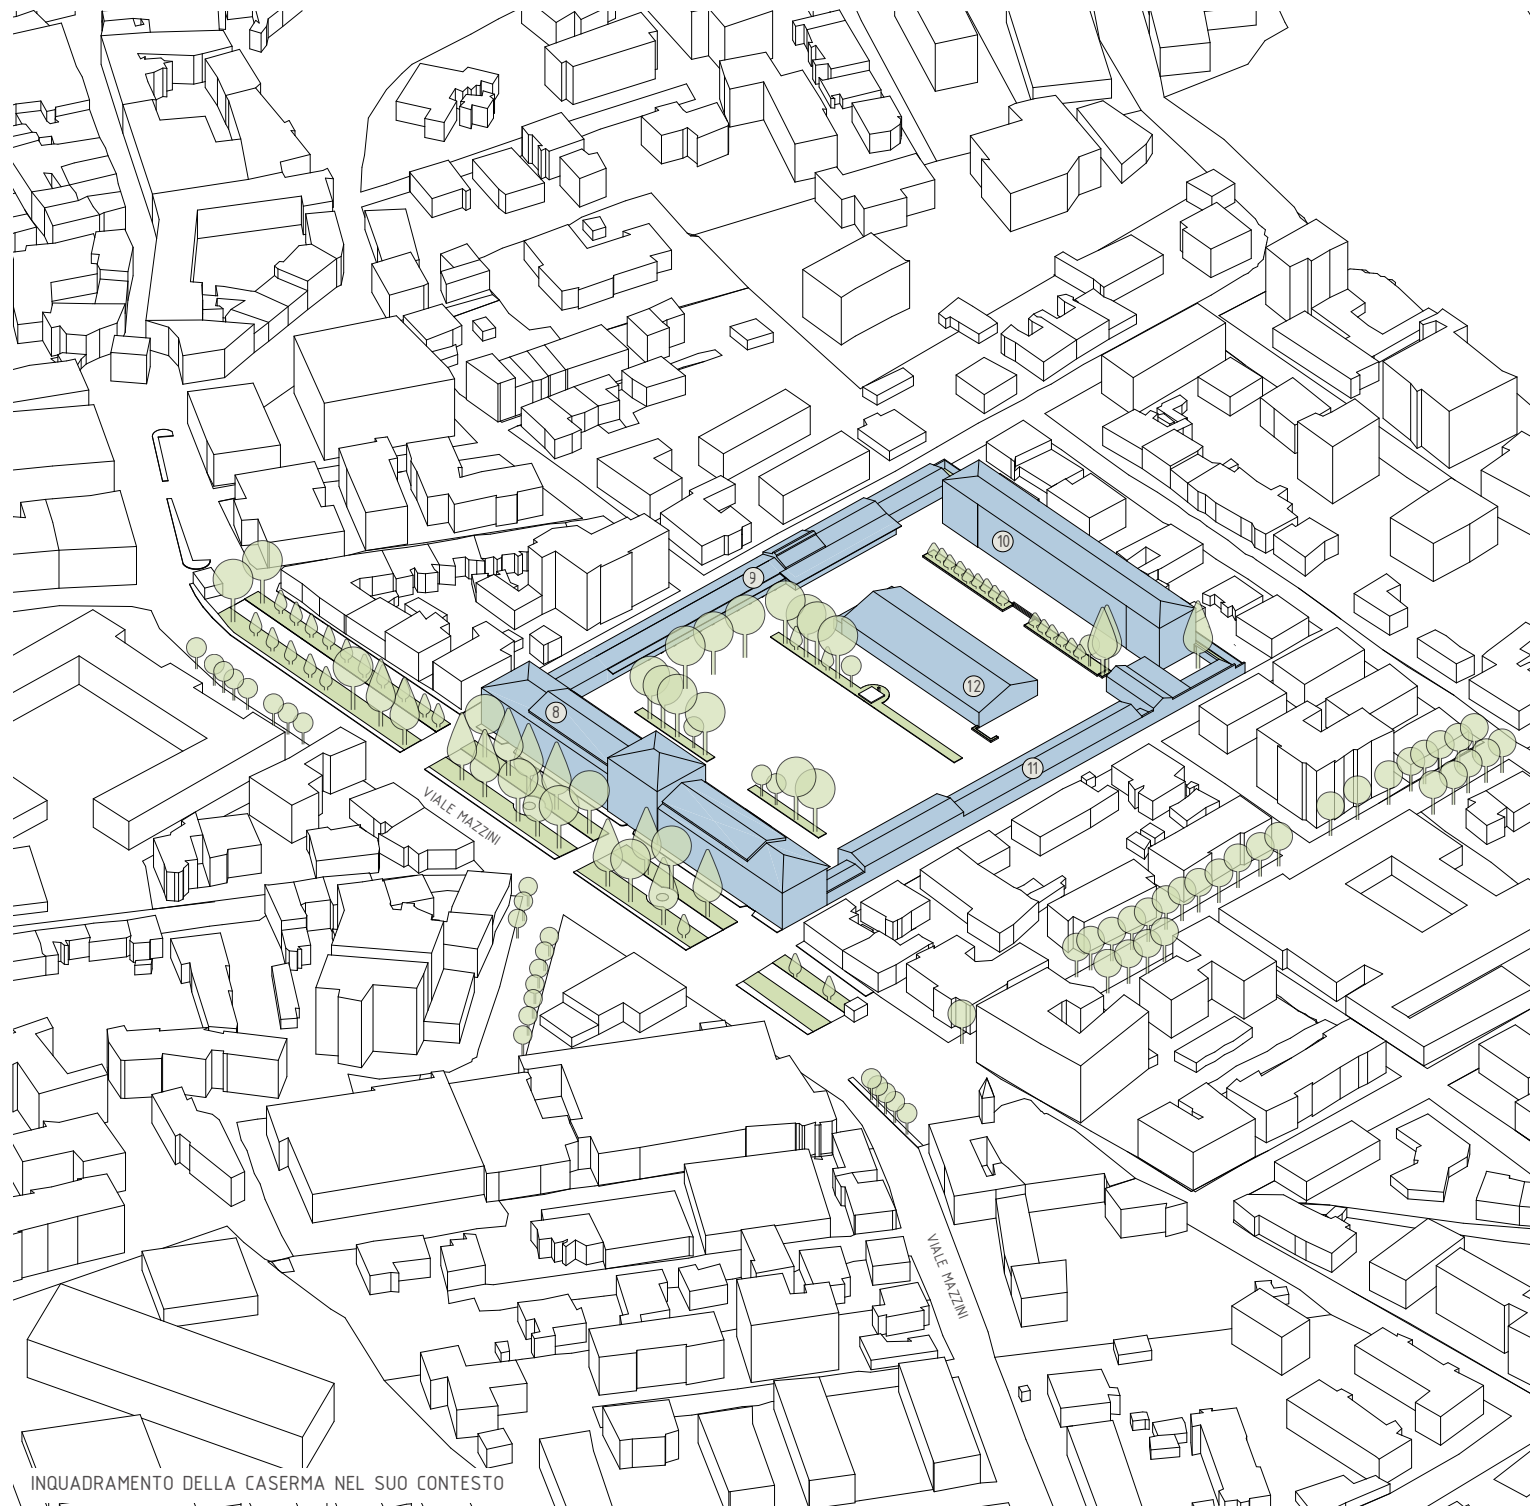 10
9
12
8
11
VIALE MAZZINI
VIALE MAZZINI
INQUADRAMENTO DELLA CASERMA NEL SUO CONTESTO